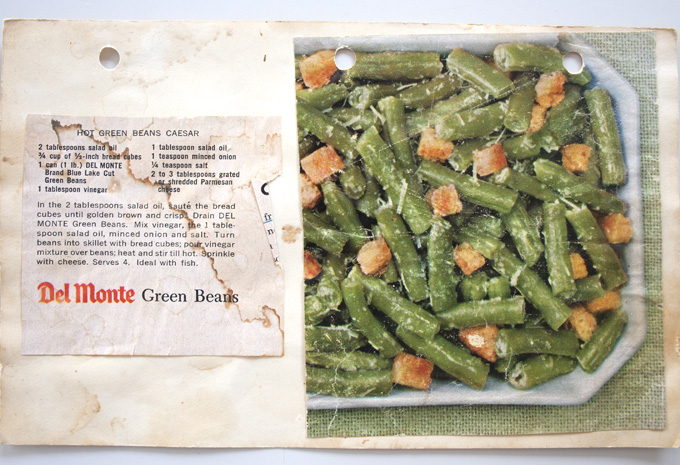 HOT GREEN BEANS CAESAR
2 tablespoons salad oil
¾ cup of ½-inch bread cubes
1 can (1 lb.) DEL MONTE
Brand Blue Lake Cut
Green Beans
1 tablespoon vinegar
1 tablespoon salad oil
1 teaspoon minced onion
¼ teaspoon salt
2 to 3 tablespoons grated
or shredded Parmesan
cheese
In the 2 tablespoons salad oil, sauté the bread
cubes until golden brown and crisp. Drain DEL
MONTE Green Beans. Mix vinegar, the 1 table-
spoon salad oil, minced onion and salt. Turn
beans into skillet with bread cubes; pour vinegar
mixture over beans; heat and stir till hot. Sprinkle
with cheese. Serves 4. Ideal with fish.
Del Monte Green Beans